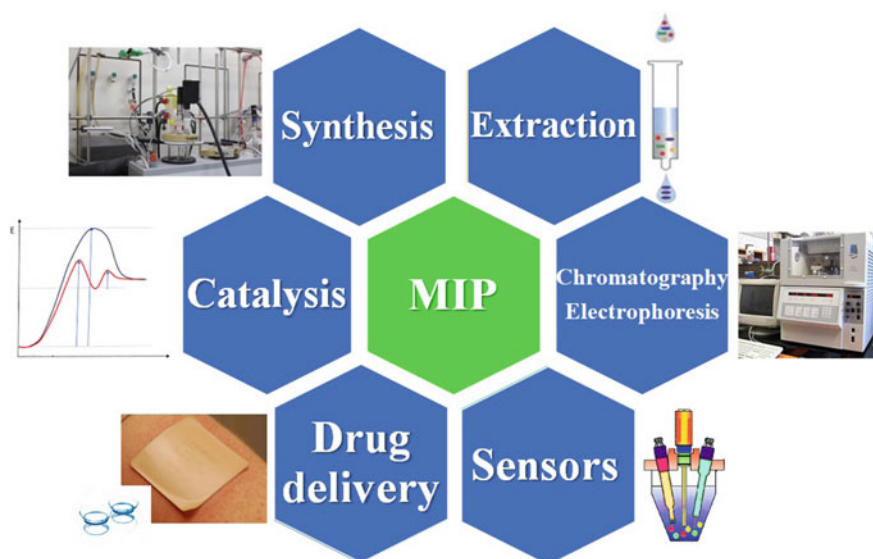 Synthesis
Extraction
E
Catalysis
MIP
Chromatography
Electrophoresis
Drug
delivery
Sensors